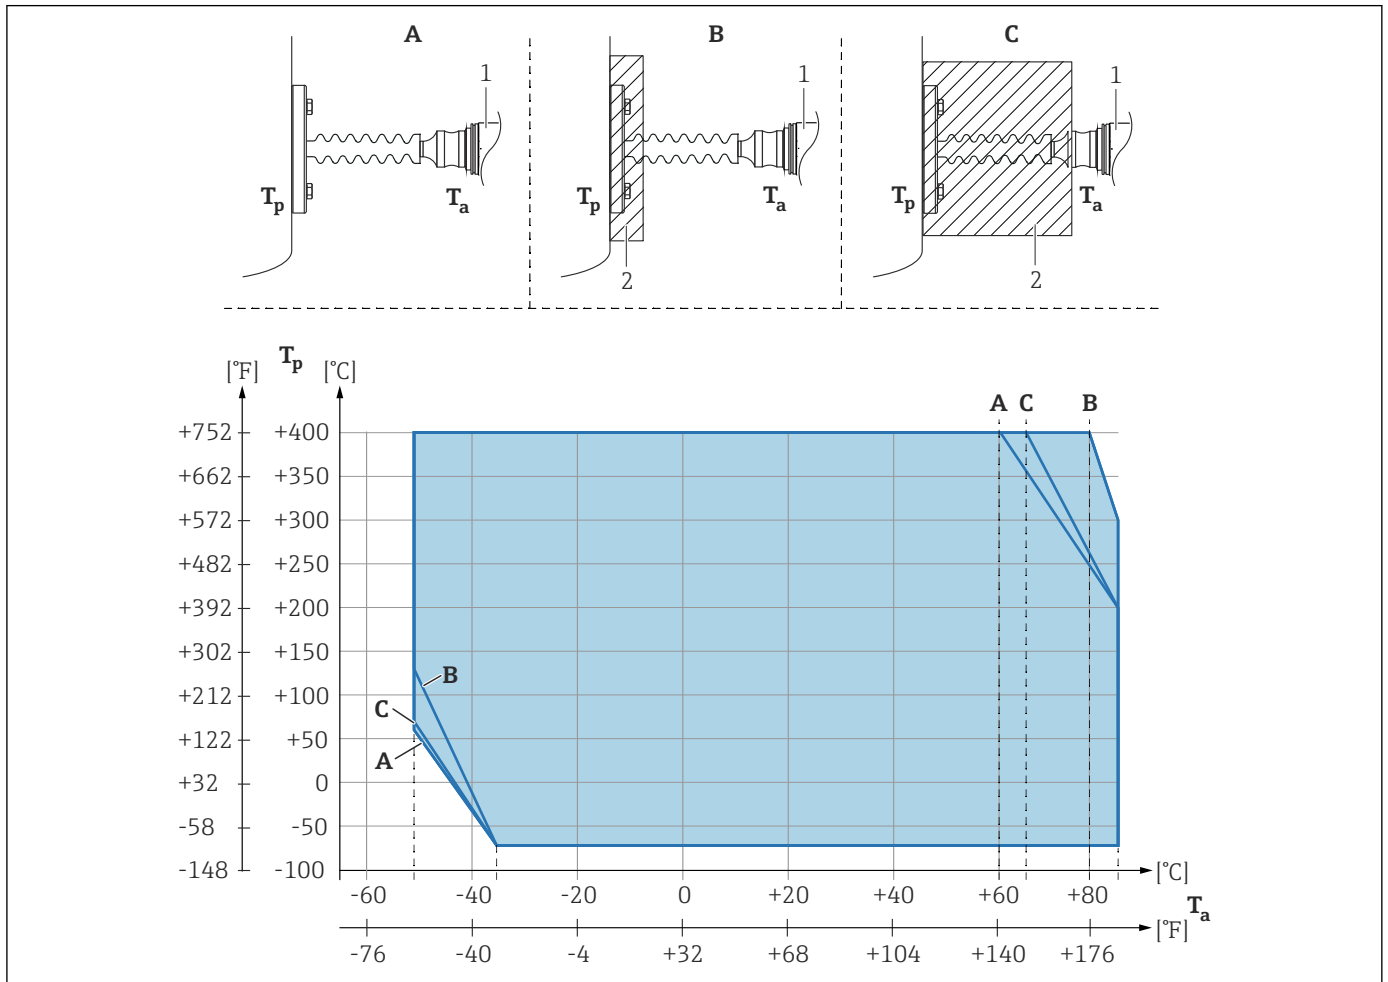 A B C
1 1 1
Tp Ta Tp Ta Tp Ta
2 2
Tp
[°F] [°C]
A C B
+752 +400
+662 +350
+572 +300
+482 +250
+392 +200
+302 +150
B
+212 +100
C
+122 +50
A
+32 0
-58 -50
-148 -100
[°C]
-60 -40 -20 0 +20 +40 +60 +80
Ta
[°F]
-76 -40 -4 +32 +68 +104 +140 +176